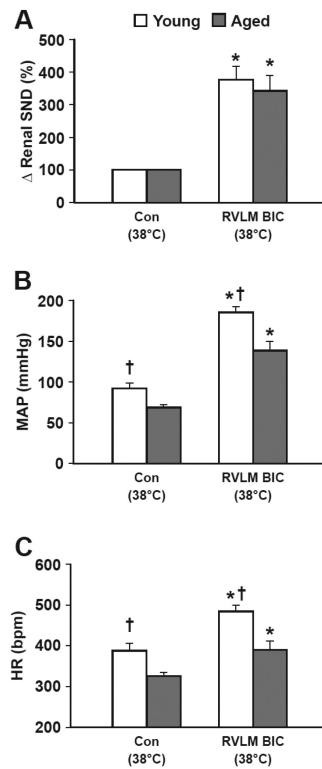 A
Young Aged
Δ Renal SND (%)
500
400
300
200
100
0
* *
Con
(38°C)
RVLM BIC
(38°C)
B
MAP (mmHg)
200
150
100
50
0
†
*†
*
Con
(38°C)
RVLM BIC
(38°C)
C
HR (bpm)
600
500
400
300
200
†
*†
*
Con
(38°C)
RVLM BIC
(38°C)